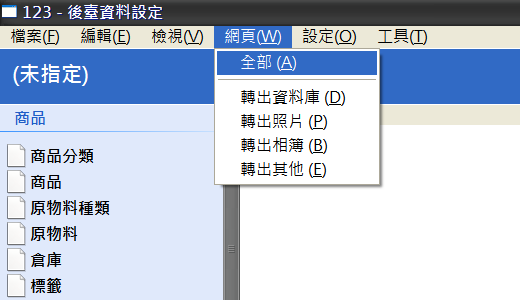 123 - 後臺資料設定
檔案(F) 編輯(E) 檢視(V) 網頁(W) 設定(O) 工具(T)
(未指定)
全部 (A)
轉出資料庫 (D)
轉出照片 (P)
轉出相簿 (B)
轉出其他 (E)
商品
商品分類
商品
原物料種類
原物料
倉庫
標籤